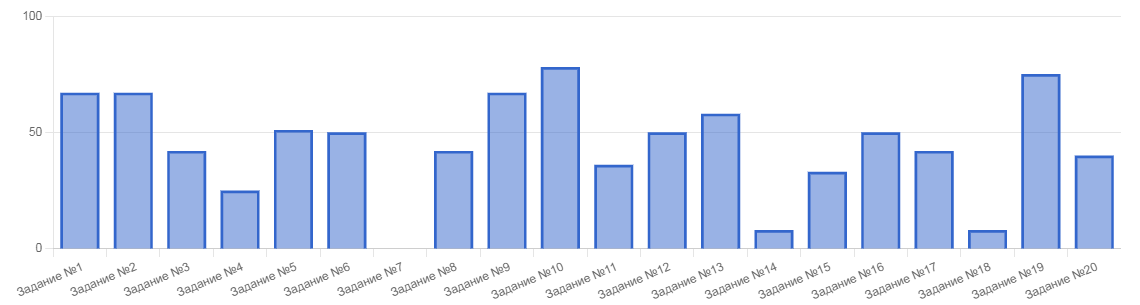 100
50
0
Задание №1
Задание №2
Задание №3
Задание №4
Задание №5
Задание №6
Задание №7
Задание №8
Задание №9
Задание №10
Задание №11
Задание №12
Задание №13
Задание №14
Задание №15
Задание №16
Задание №17
Задание №18
Задание №19
Задание №20